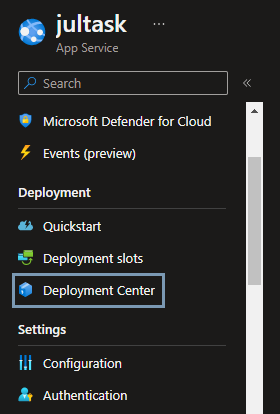 jultask
App Service
Search
Microsoft Defender for Cloud
Events (preview)
Deployment
Quickstart
Deployment slots
Deployment Center
Settings
Configuration
Authentication